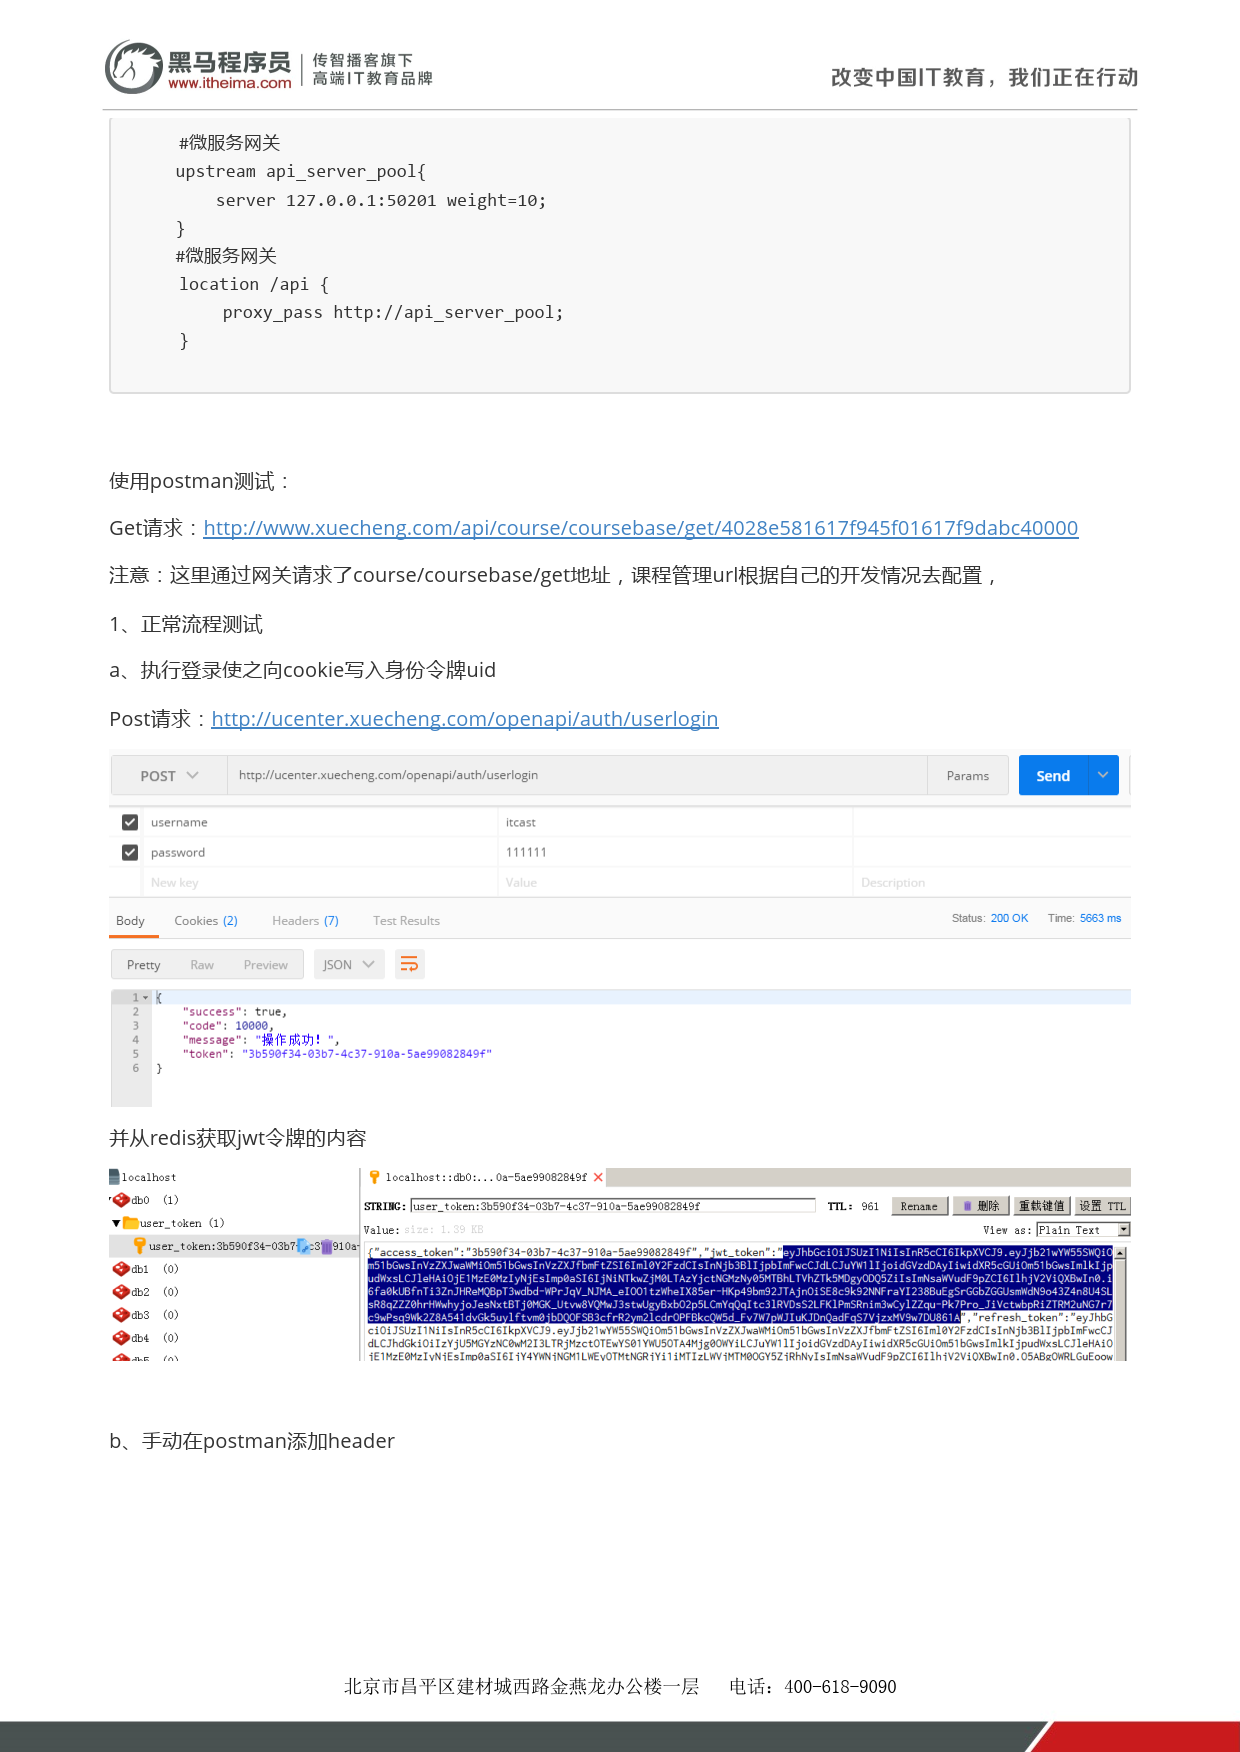 黑马程序员
www.itheima.com
传智播客旗下
高端IT教育品牌
改变中国IT教育，我们正在行动
#微服务网关
upstream api_server_pool{
server 127.0.0.1:50201 weight=10;
}
#微服务网关
location /api {
proxy_pass http://api_server_pool;
}
使用postman测试：
Get请求：http://www.xuecheng.com/api/course/coursebase/get/4028e581617f945f01617f9dabc40000
注意：这里通过网关请求了course/coursebase/get地址，课程管理url根据自己的开发情况去配置，
1、正常流程测试
a、执行登录使之向cookie写入身份令牌uid
Post请求：http://ucenter.xuecheng.com/openapi/auth/userlogin
POST http://ucenter.xuecheng.com/openapi/auth/userlogin Params Send
username itcast
password 111111
New key Value Description
Body Cookies (2) Headers (7) Test Results Status: 200 OK Time: 5663 ms
Pretty Raw Preview JSON
1 {
2 "success": true,
3 "code": 10000,
4 "message": "操作成功！",
5 "token": "3b590f34-03b7-4c37-910a-5ae99082849f"
6 }
并从redis获取jwt令牌的内容
localhost
db0 (1)
user_token (1)
user_token:3b590f34-03b7-4c37-910a-
db1 (0)
db2 (0)
db3 (0)
db4 (0)
db5 (0)
localhost::db0:...0a-5ae99082849f
STRING: user_token:3b590f34-03b7-4c37-910a-5ae99082849f TTL: 961 Rename 删除 重载键值 设置 TTL
Value: size: 1.39 KB View as: Plain Text
{"access_token":"3b590f34-03b7-4c37-910a-5ae99082849f","jwt_token":"
","refresh_token":"eyJhbG
b、手动在postman添加header
北京市昌平区建材城西路金燕龙办公楼一层 电话：400-618-9090